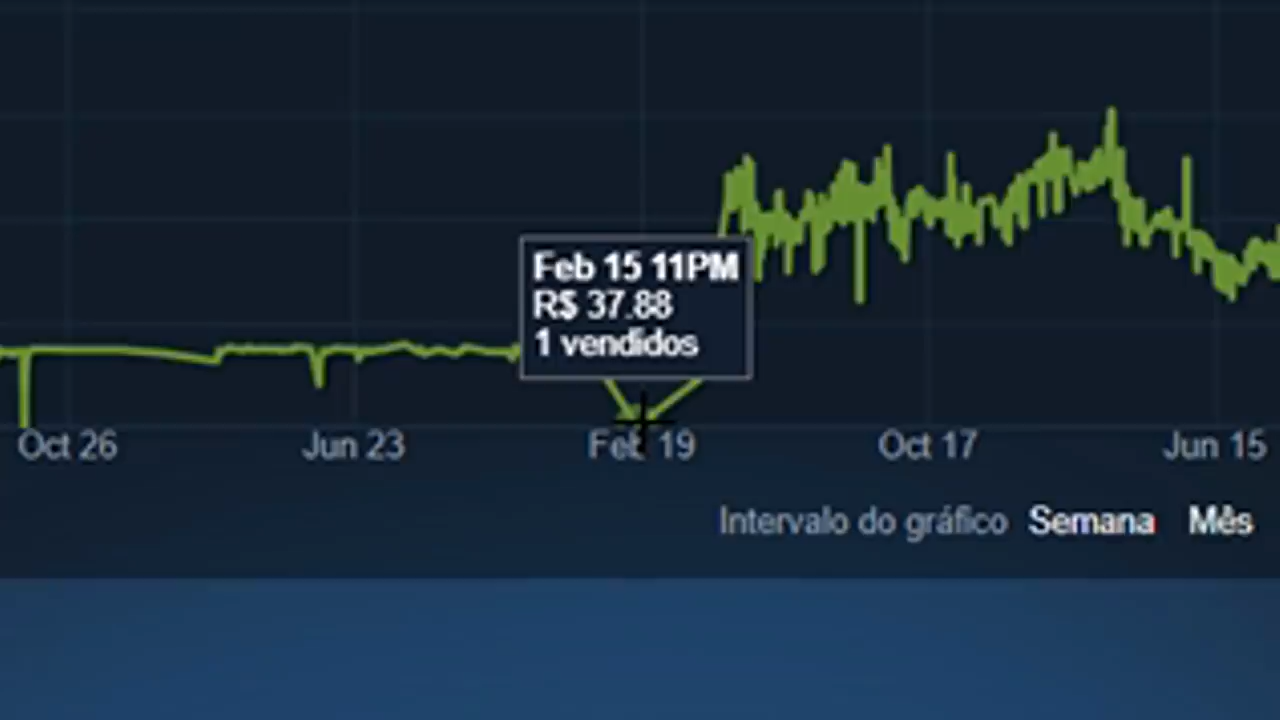 Feb 15 11PM
R$ 37.88
1 vendidos
Oct 26 Jun 23 Feb 19 Oct 17 Jun 15
Intervalo do gráfico Semana Mês